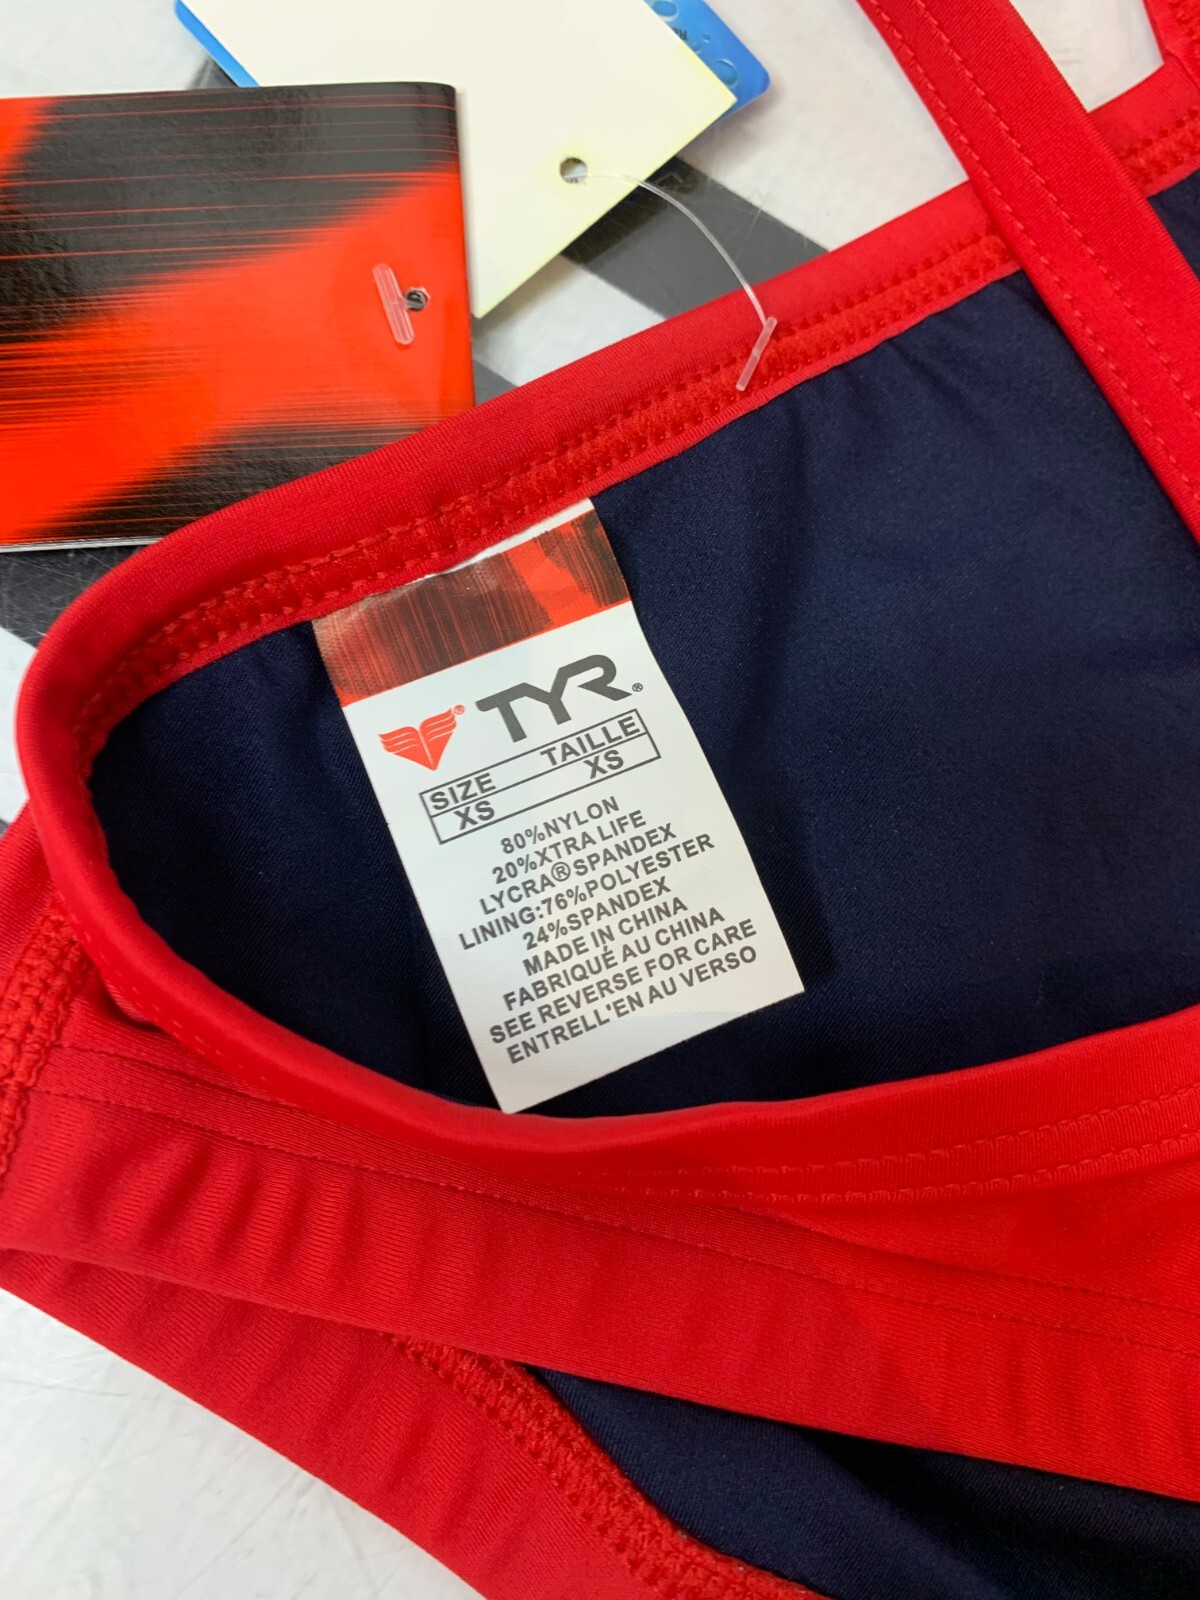 TYR®
SIZE TAILLE
XS XS
80%NYLON
20%XTRA LIFE
LYCRA®SPANDEX
LINING:76%POLYESTER
24%SPANDEX
MADE IN CHINA
FABRIQUÉ AU CHINA
SEE REVERSE FOR CARE
ENTRELL'EN AU VERSO